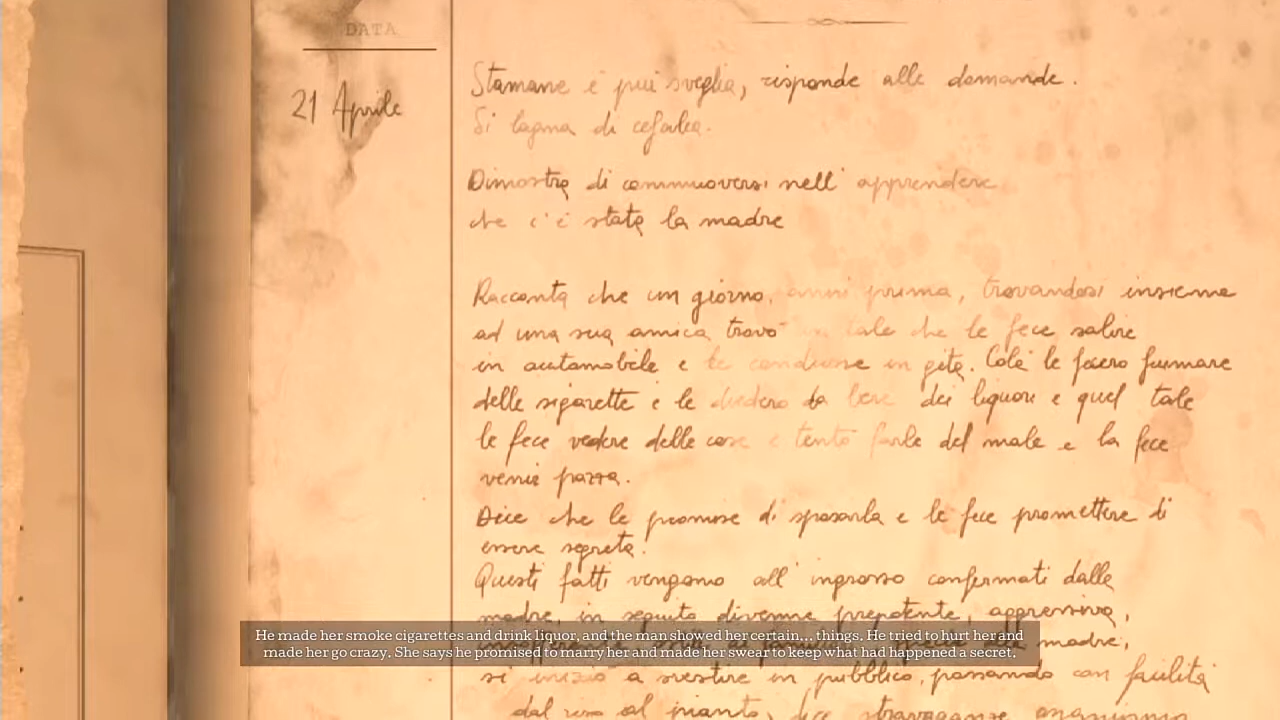 DATA
21 Aprile
Stamane è più sveglia, risponde alle domande.
Si lagna di cefalea.
Dimostra di commuoversi nell'apprendere
che c'è stata la madre
Racconta che un giorno, anni prima, trovandosi insieme
ad una sua amica trovò un tale che le fece salire
in automobile e le condusse in gita. Colà le fecero fumare
delle sigarette e le diedero da bere dei liquori e quel tale
le fece vedere delle cose e tentò farle del male e la fece
venir pazza.
Dice che le promise di sposarla e le fece promettere di
essere segreta.
Questi fatti vengono all'ingrosso confermati dalla
madre, in seguito divenne prepotente, aggressiva,
madre,
He made her smoke cigarettes and drink liquor, and the man showed her certain... things. He tried to hurt her and
made her go crazy. She says he promised to marry her and made her swear to keep what had happened a secret.
si iniziò a svestire in pubblico, passando con facilità
dal riso al pianto, dice stravaganze